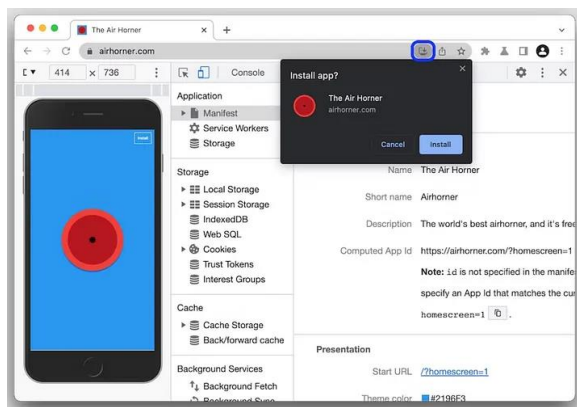 The Air Horner
airhorner.com
414 x 736
Console
Install app?
The Air Horner
airhorner.com
Cancel
Install
Install
Application
Manifest
Service Workers
Storage
Storage
Local Storage
Session Storage
IndexedDB
Web SQL
Cookies
Trust Tokens
Interest Groups
Cache
Cache Storage
Back/forward cache
Background Services
Background Fetch
Background Sync
Name The Air Horner
Short name Airhorner
Description The world's best airhorner, and it's free
Computed App Id https://airhorner.com/?homescreen=1
Note: id is not specified in the manife
specify an App Id that matches the cur
homescreen=1 .
Presentation
Start URL /?homescreen=1
Theme color #2196F3